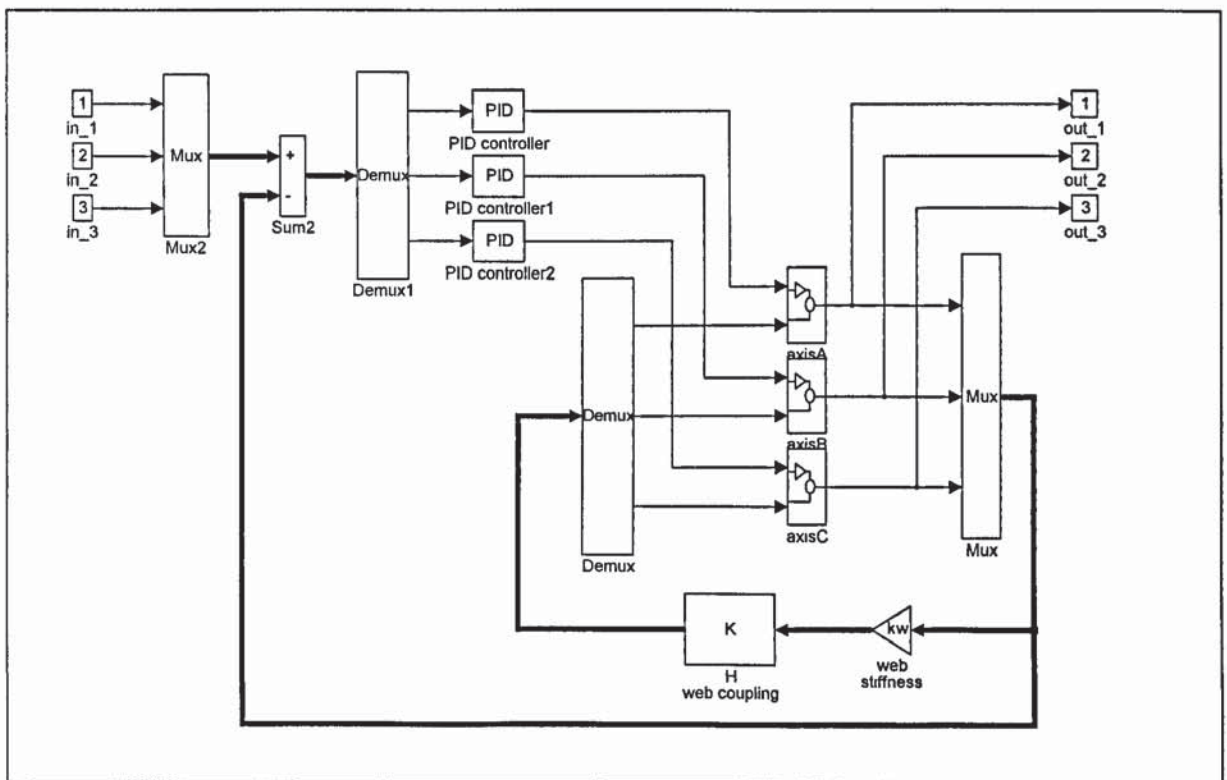 1
in_1
2
in_2
3
in_3
Mux
Mux2
+
-
Sum2
Demux
Demux1
PID
PID controller
PID
PID controller1
PID
PID controller2
Demux
Demux
axisA
axisB
axisC
1
out_1
2
out_2
3
out_3
Mux
Mux
K
H
web coupling
kw
web
stiffness